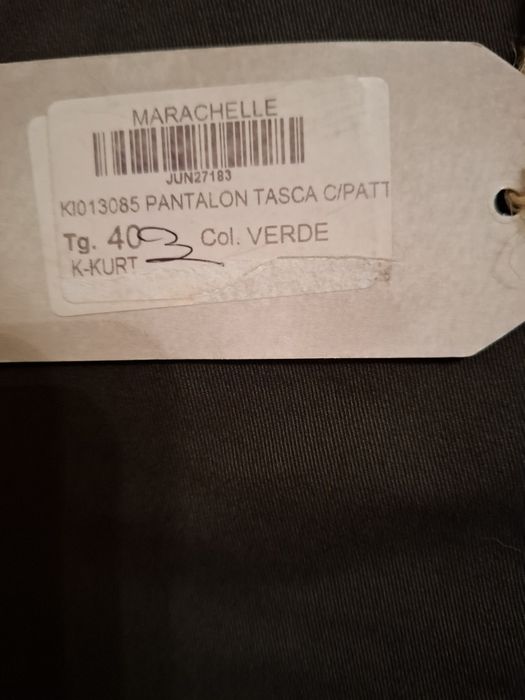 MARACHELLE
JUN27183
KI013085 PANTALON TASCA C/PATT
Tg. 40 Col. VERDE
K-KURT